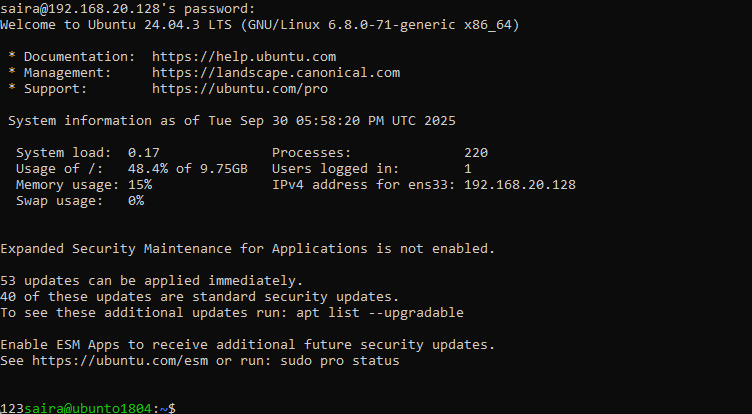 saira@192.168.20.128's password:
Welcome to Ubuntu 24.04.3 LTS (GNU/Linux 6.8.0-71-generic x86_64)
* Documentation:  https://help.ubuntu.com
* Management:     https://landscape.canonical.com
* Support:        https://ubuntu.com/pro
System information as of Tue Sep 30 05:58:20 PM UTC 2025
System load:  0.17              Processes:              220
Usage of /:   48.4% of 9.75GB   Users logged in:        1
Memory usage: 15%               IPv4 address for ens33: 192.168.20.128
Swap usage:   0%
Expanded Security Maintenance for Applications is not enabled.
53 updates can be applied immediately.
40 of these updates are standard security updates.
To see these additional updates run: apt list --upgradable
Enable ESM Apps to receive additional future security updates.
See https://ubuntu.com/esm or run: sudo pro status
123saira@ubunto1804:~$